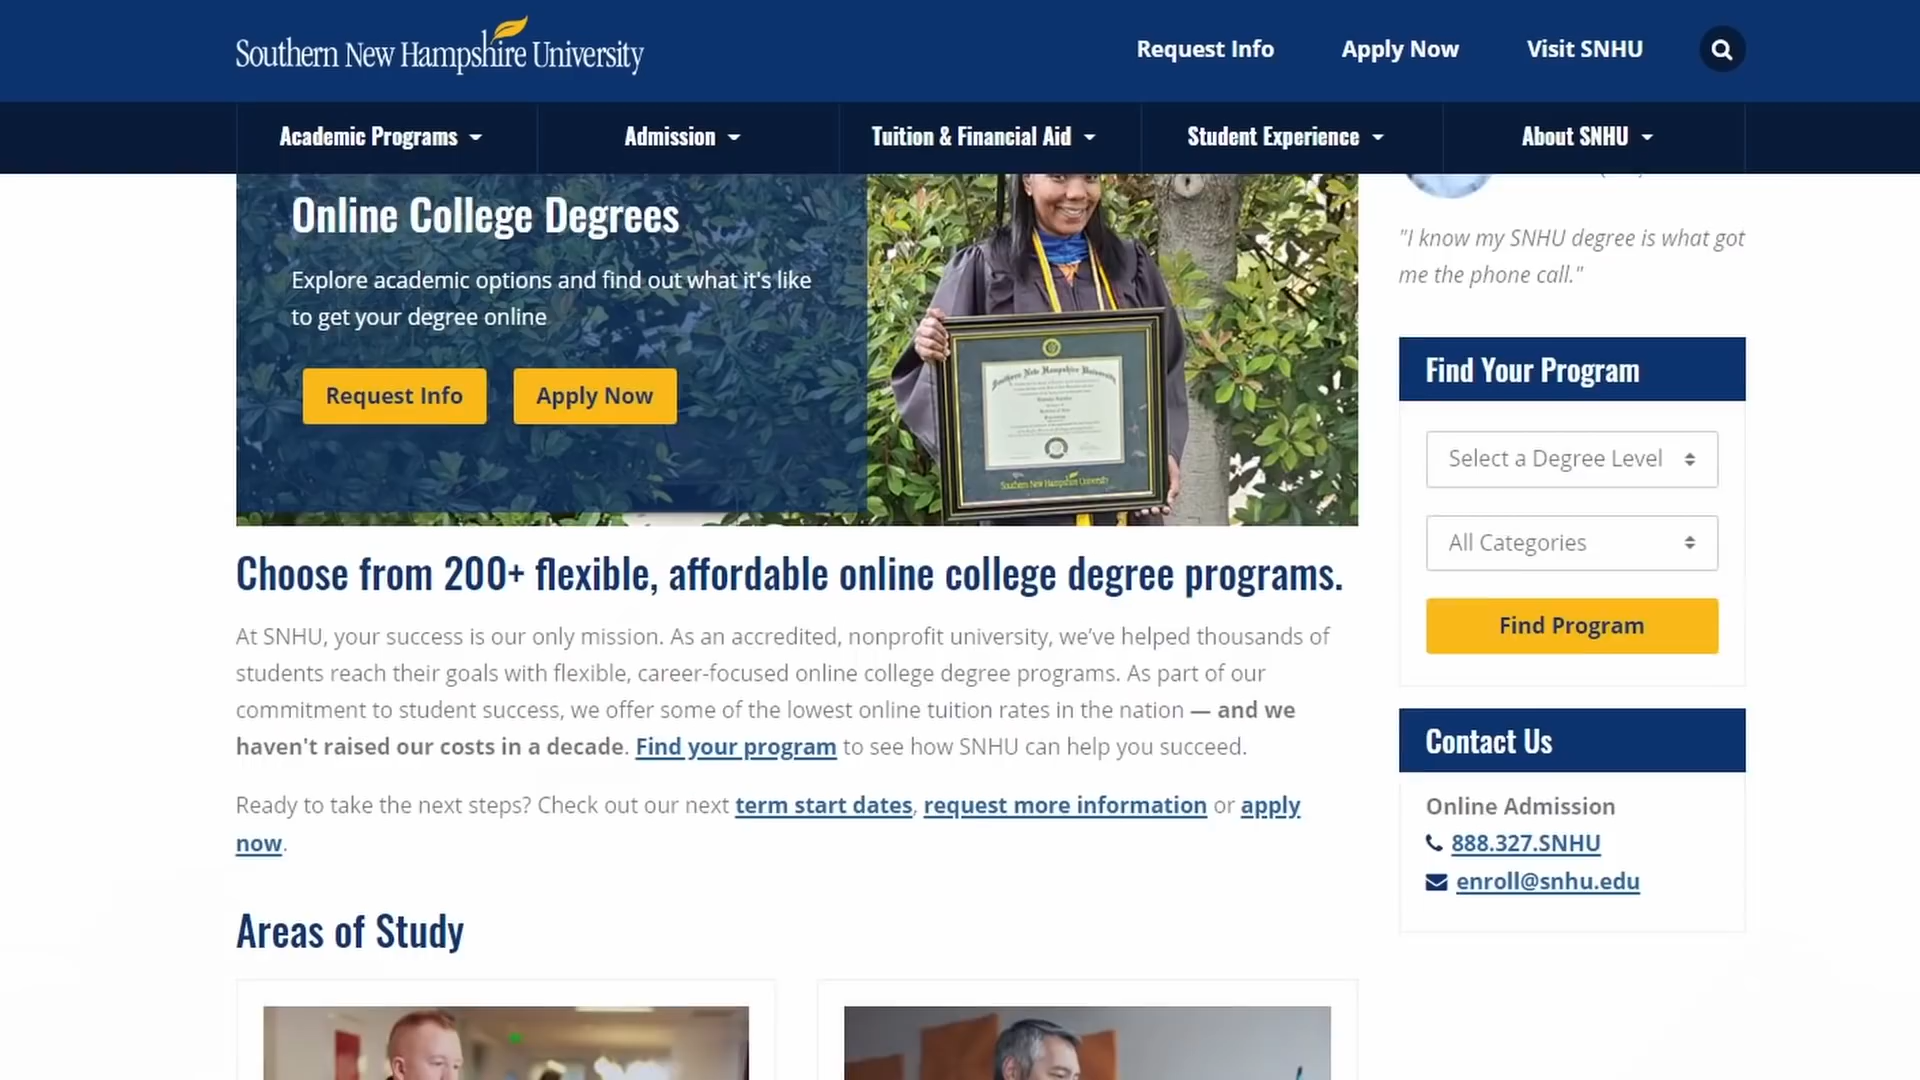 Southern New Hampshire University
Request Info
Apply Now
Visit SNHU
Academic Programs
Admission
Tuition & Financial Aid
Student Experience
About SNHU
Online College Degrees
Explore academic options and find out what it's like
to get your degree online
Request Info
Apply Now
Southern New Hampshire University
Southern New Hampshire University
Choose from 200+ flexible, affordable online college degree programs.
At SNHU, your success is our only mission. As an accredited, nonprofit university, we’ve helped thousands of
students reach their goals with flexible, career-focused online college degree programs. As part of our
commitment to student success, we offer some of the lowest online tuition rates in the nation — and we
haven't raised our costs in a decade. Find your program to see how SNHU can help you succeed.
Ready to take the next steps? Check out our next term start dates, request more information or apply
now.
Areas of Study
"I know my SNHU degree is what got
me the phone call."
Find Your Program
Select a Degree Level
All Categories
Find Program
Contact Us
Online Admission
888.327.SNHU
enroll@snhu.edu